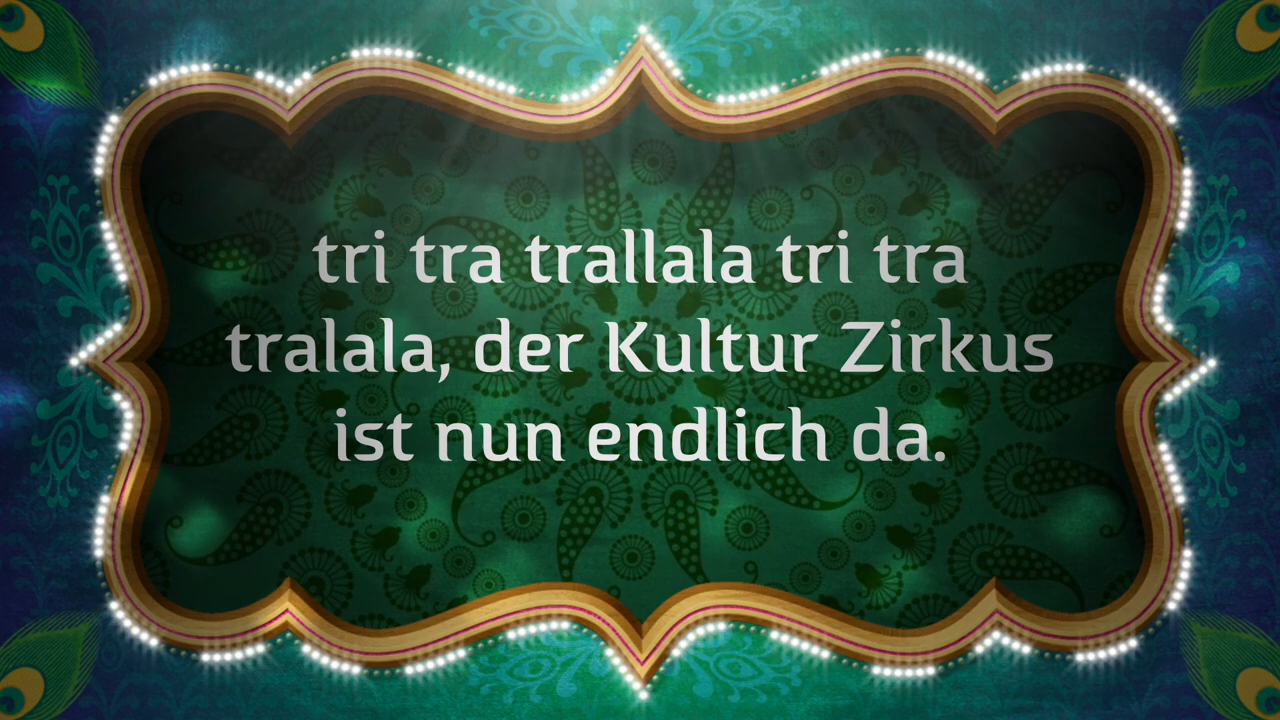 tri tra trallala tri tra
tralala, der Kultur Zirkus
ist nun endlich da.